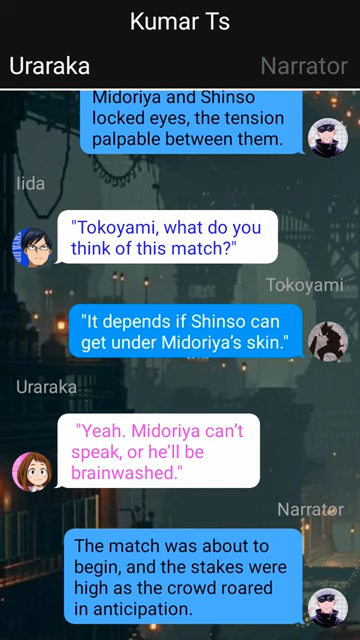 Kumar Ts
Uraraka
Narrator
Midoriya and Shinso
locked eyes, the tension
palpable between them.
Iida
"Tokoyami, what do you
think of this match?"
Tokoyami
"It depends if Shinso can
get under Midoriya’s skin."
Uraraka
"Yeah. Midoriya can’t
speak, or he’ll be
brainwashed."
Narrator
The match was about to
begin, and the stakes were
high as the crowd roared
in anticipation.